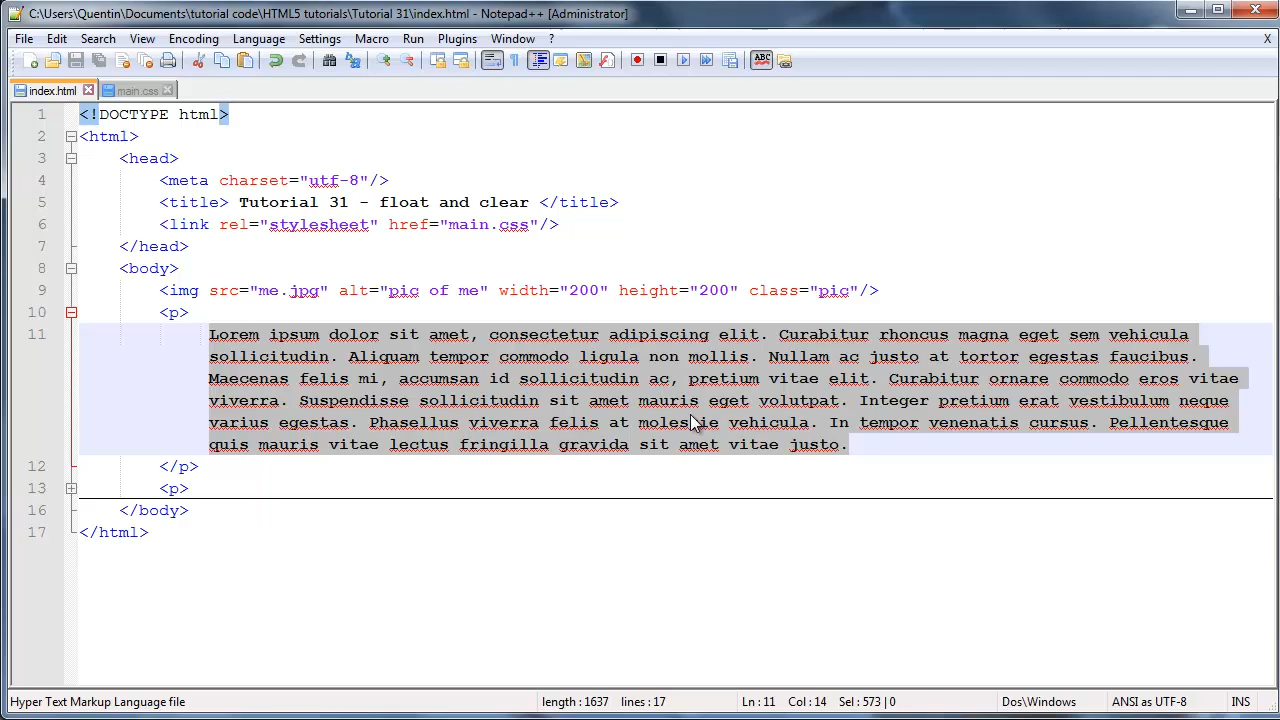 C:\Users\Quentin\Documents\tutorial code\HTML5 tutorials\Tutorial 31\index.html - Notepad++ [Administrator]
File Edit Search View Encoding Language Settings Macro Run Plugins Window ? X
ABC
index.html main.css
1 <!DOCTYPE html>
2 <html>
3 <head>
4 <meta charset="utf-8"/>
5 <title> Tutorial 31 - float and clear </title>
6 <link rel="stylesheet" href="main.css"/>
7 </head>
8 <body>
9 <img src="me.jpg" alt="pic of me" width="200" height="200" class="pic"/>
10 <p>
11 Lorem ipsum dolor sit amet, consectetur adipiscing elit. Curabitur rhoncus magna eget sem vehicula
sollicitudin. Aliquam tempor commodo ligula non mollis. Nullam ac justo at tortor egestas faucibus.
Maecenas felis mi, accumsan id sollicitudin ac, pretium vitae elit. Curabitur ornare commodo eros vitae
viverra. Suspendisse sollicitudin sit amet mauris eget volutpat. Integer pretium erat vestibulum neque
varius egestas. Phasellus viverra felis at molestie vehicula. In tempor venenatis cursus. Pellentesque
quis mauris vitae lectus fringilla gravida sit amet vitae justo.
12 </p>
13 <p>
16 </body>
17 </html>
Hyper Text Markup Language file length : 1637 lines : 17 Ln : 11 Col : 14 Sel : 573 | 0 Dos\Windows ANSI as UTF-8 INS